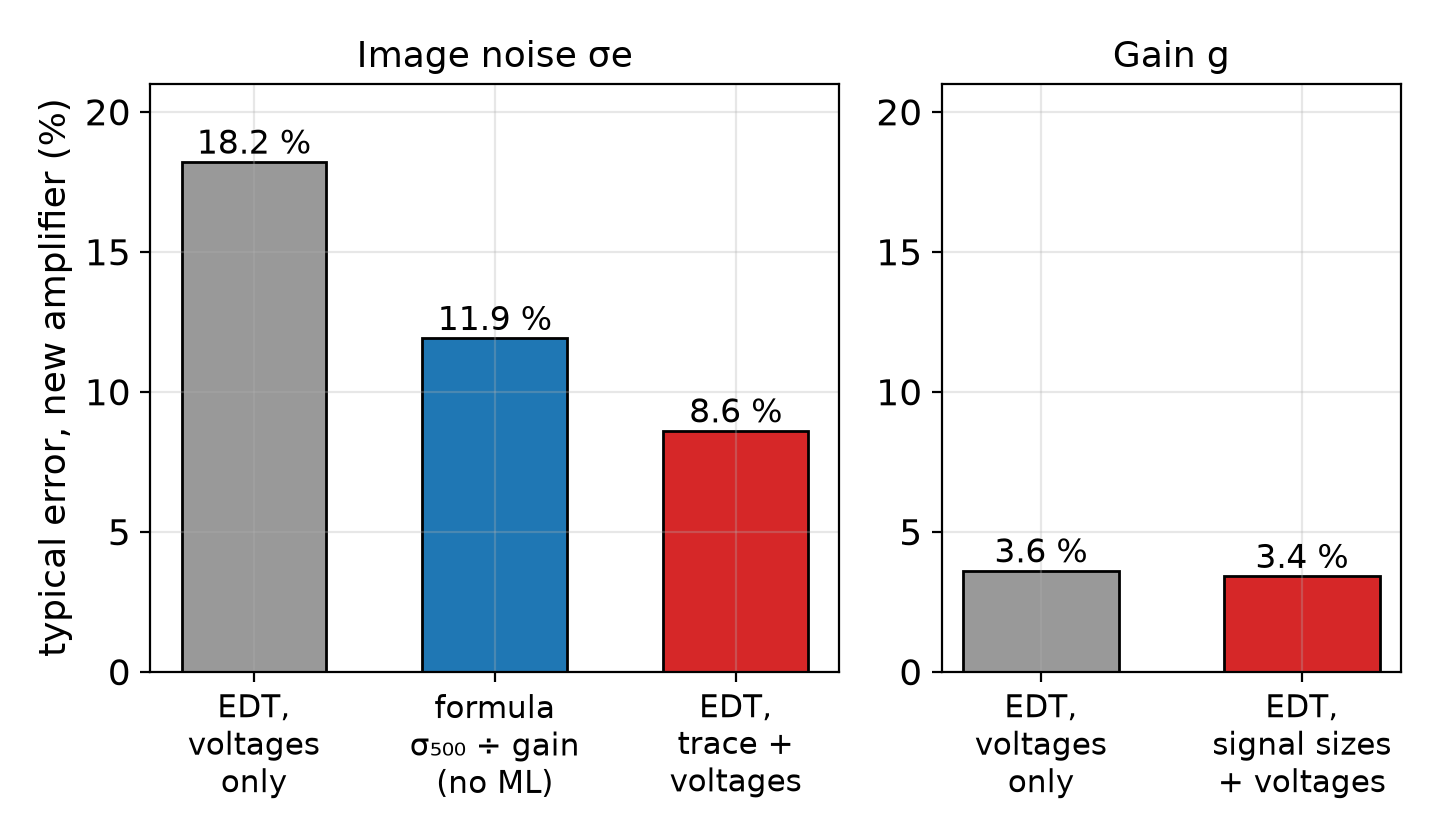 Image noise σe
typical error, new amplifier (%)
20
15
10
5
0
18.2 %
11.9 %
8.6 %
EDT,
voltages
only
formula
σ₅₀₀ ÷ gain
(no ML)
EDT,
trace +
voltages
Gain g
20
15
10
5
0
3.6 %
3.4 %
EDT,
voltages
only
EDT,
signal sizes
+ voltages